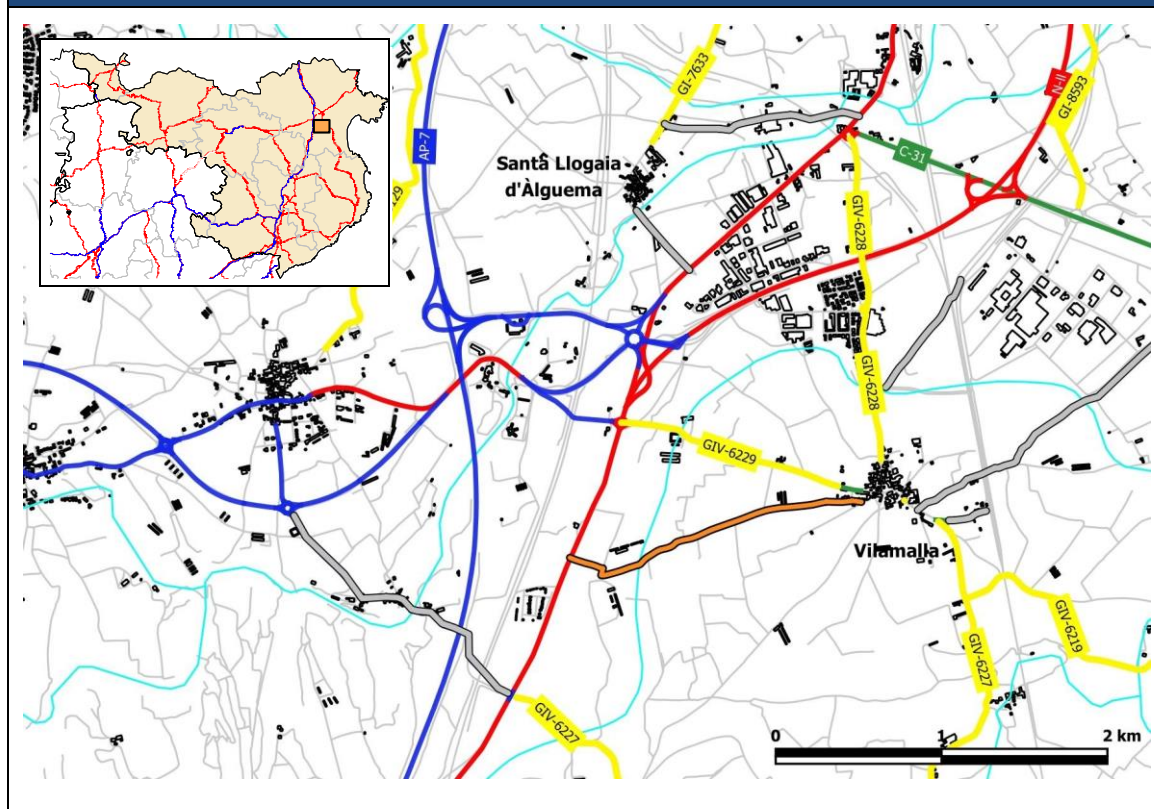 GI-7633
N-II
GI-8593
AP-7
C-31
Santa Llogaia
d'Àlguema
129
GIV-6228
GIV-6228
GIV-6229
Vilamalla
GIV-6219
GIV-6227
GIV-6227
0 1 2 km